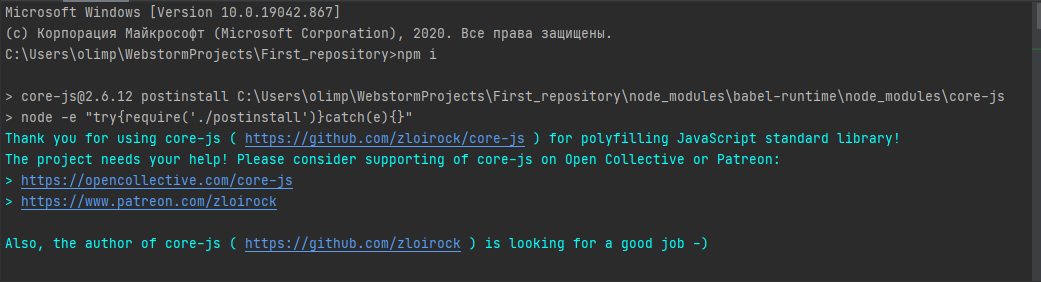 Microsoft Windows [Version 10.0.19042.867]
(c) Корпорация Майкрософт (Microsoft Corporation), 2020. Все права защищены.
C:\Users\olimp\WebstormProjects\First_repository>npm i
> core-js@2.6.12 postinstall C:\Users\olimp\WebstormProjects\First_repository\node_modules\babel-runtime\node_modules\core-js
> node -e "try{require('./postinstall')}catch(e){}"
Thank you for using core-js ( https://github.com/zloirock/core-js ) for polyfilling JavaScript standard library!
The project needs your help! Please consider supporting of core-js on Open Collective or Patreon:
> https://opencollective.com/core-js
> https://www.patreon.com/zloirock
Also, the author of core-js ( https://github.com/zloirock ) is looking for a good job -)